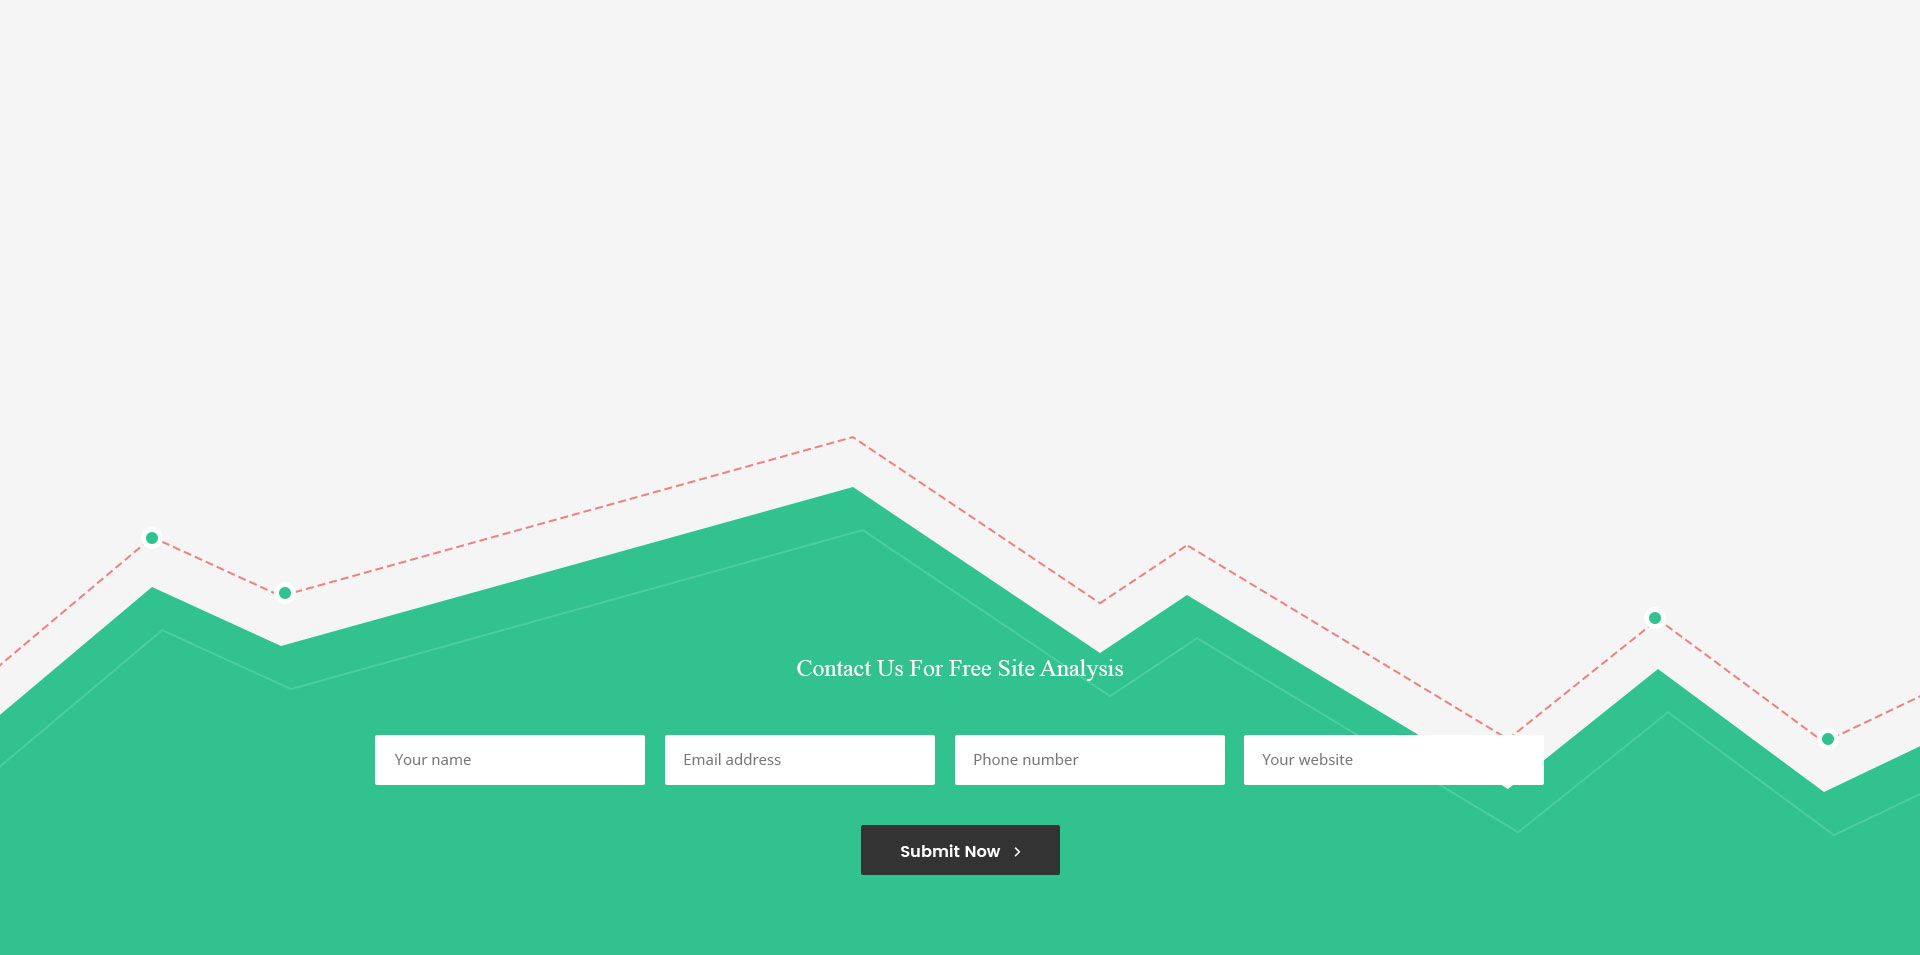 Contact Us For Free Site Analysis
Your name
Email address
Phone number
Your website
Submit Now